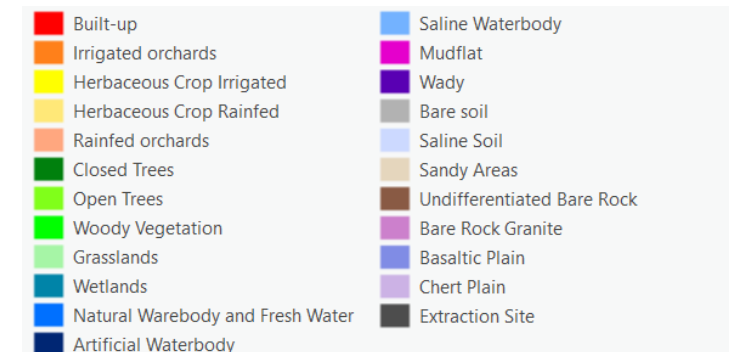 Built-up
Irrigated orchards
Herbaceous Crop Irrigated
Herbaceous Crop Rainfed
Rainfed orchards
Closed Trees
Open Trees
Woody Vegetation
Grasslands
Wetlands
Natural Warebody and Fresh Water
Artificial Waterbody
Saline Waterbody
Mudflat
Wady
Bare soil
Saline Soil
Sandy Areas
Undifferentiated Bare Rock
Bare Rock Granite
Basaltic Plain
Chert Plain
Extraction Site